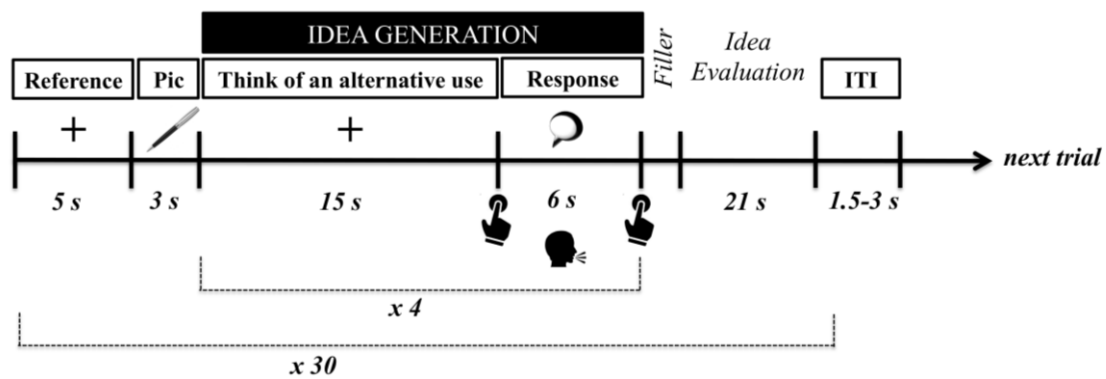 IDEA GENERATION
Filler
Idea
Evaluation
Reference
Pic
Think of an alternative use
Response
ITI
next trial
5 s
3 s
15 s
6 s
21 s
1.5-3 s
x 4
x 30